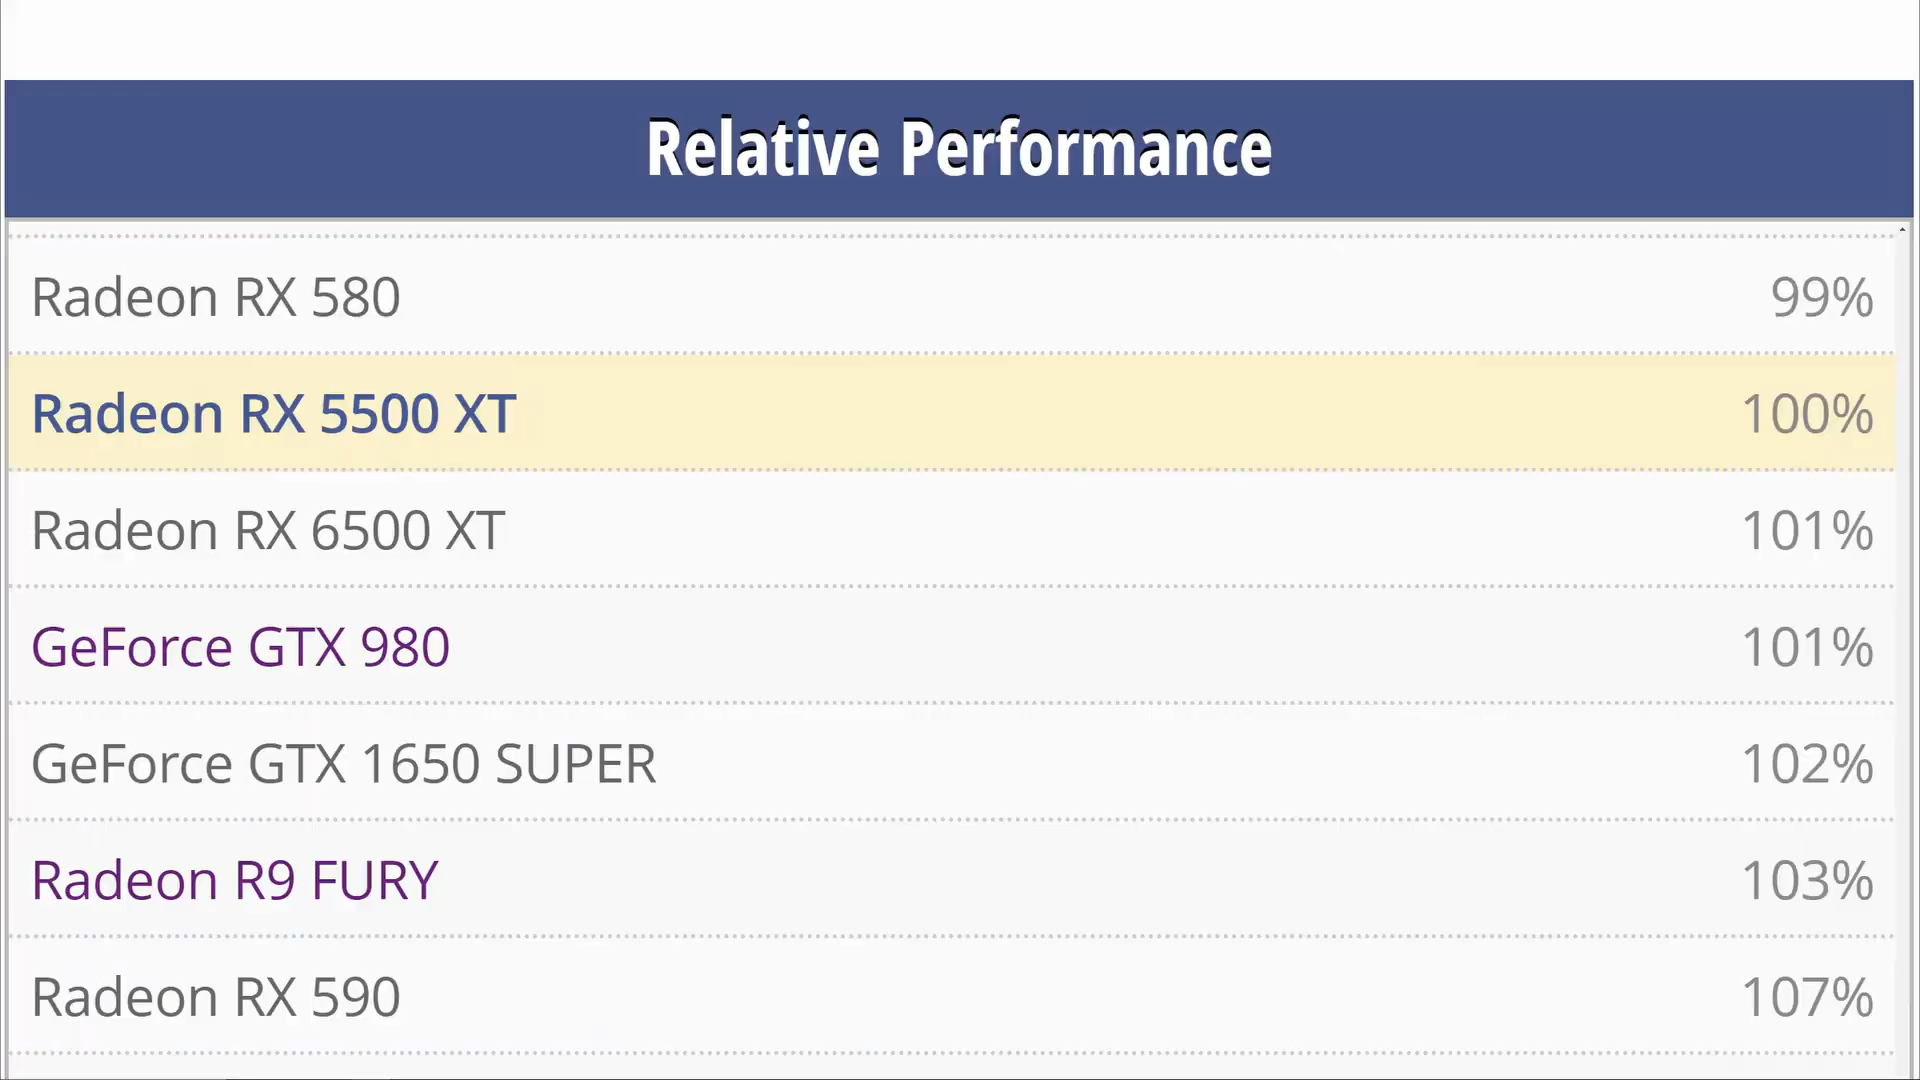 Relative Performance
Radeon RX 580 99%
Radeon RX 5500 XT 100%
Radeon RX 6500 XT 101%
GeForce GTX 980 101%
GeForce GTX 1650 SUPER 102%
Radeon R9 FURY 103%
Radeon RX 590 107%